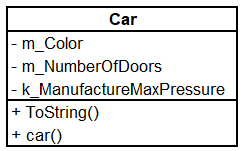 Car
- m_Color
- m_NumberOfDoors
- k_ManufactureMaxPressure
+ ToString()
+ car()